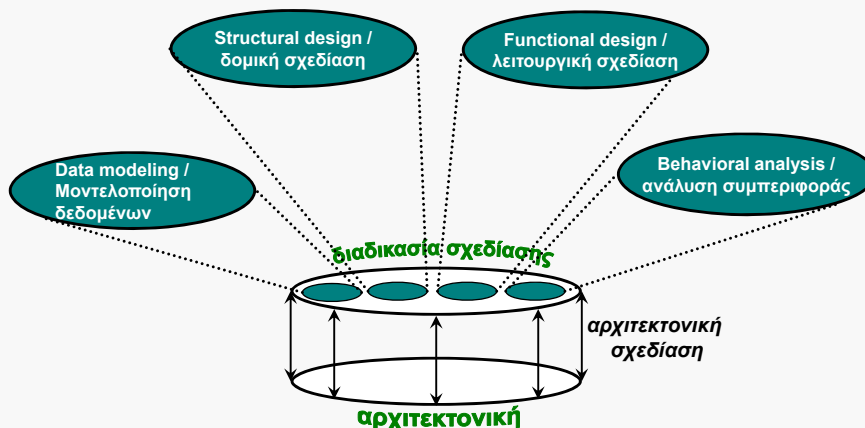 Structural design /
δομική σχεδίαση
Functional design /
λειτουργική σχεδίαση
Data modeling /
Μοντελοποίηση
δεδομένων
Behavioral analysis /
ανάλυση συμπεριφοράς
διαδικασία σχεδίασης
αρχιτεκτονική
σχεδίαση
αρχιτεκτονική